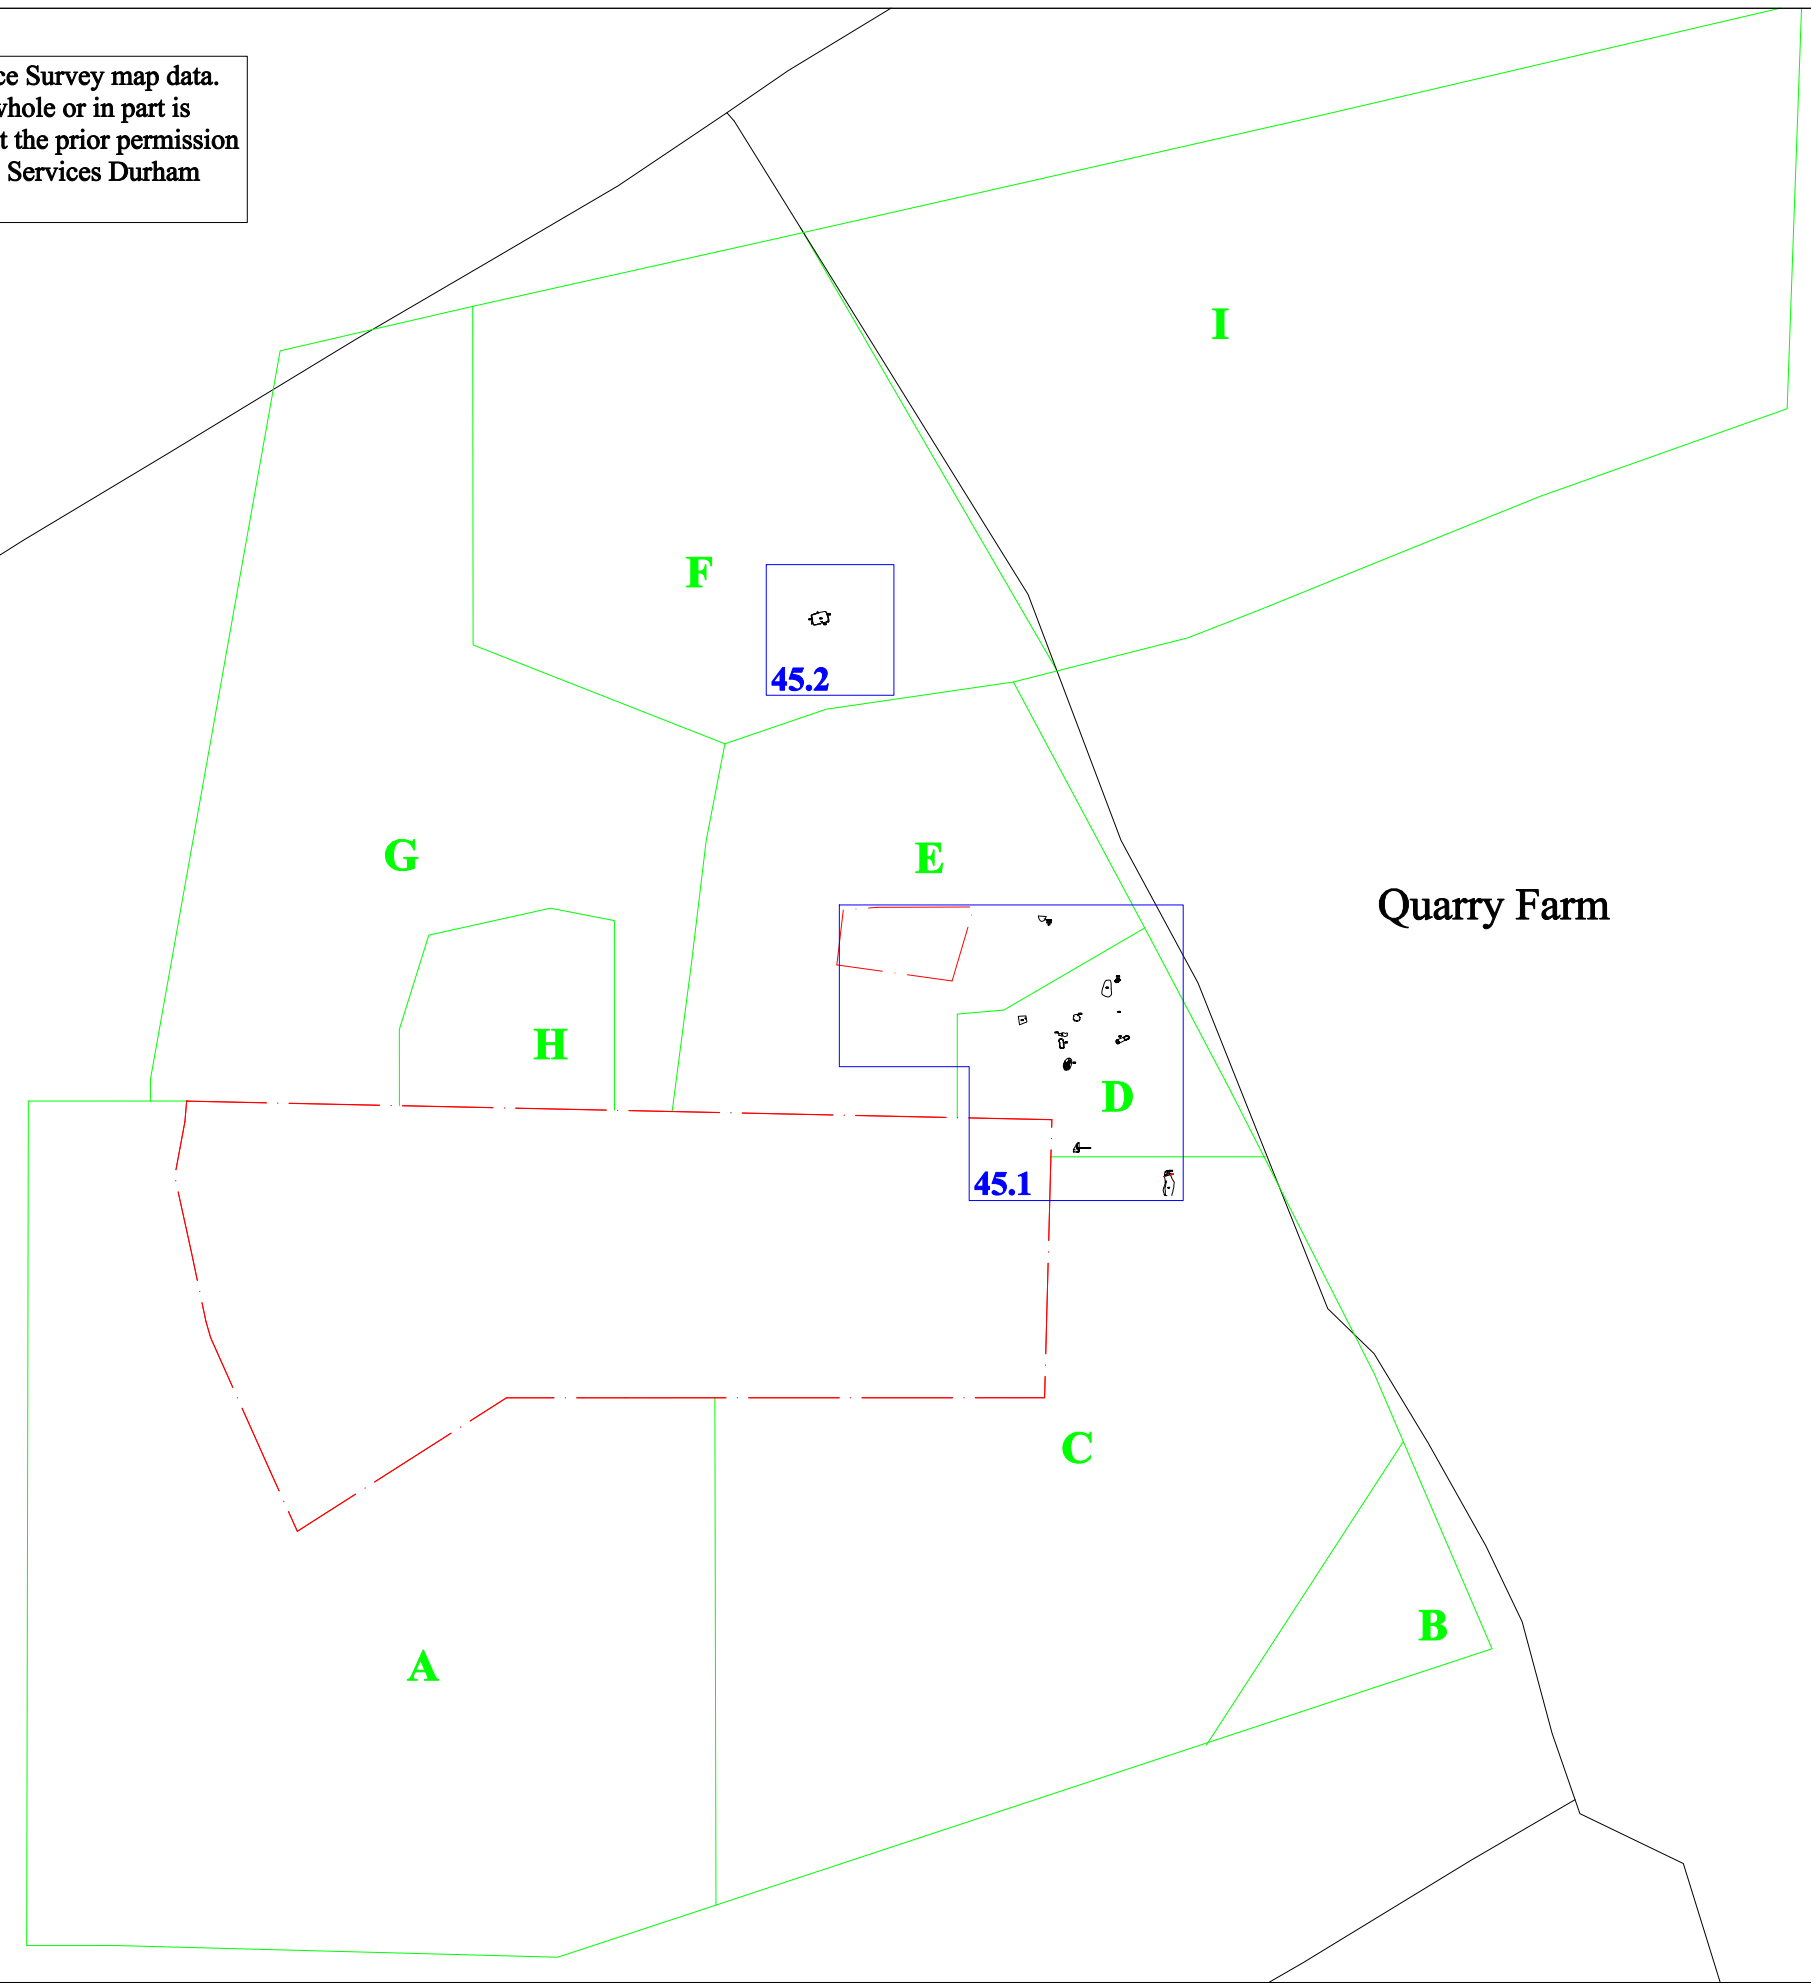 ce Survey map data.
whole or in part is
t the prior permission
Services Durham
I
F
45.2
G
E
Quarry Farm
H
D
45.1
C
B
A